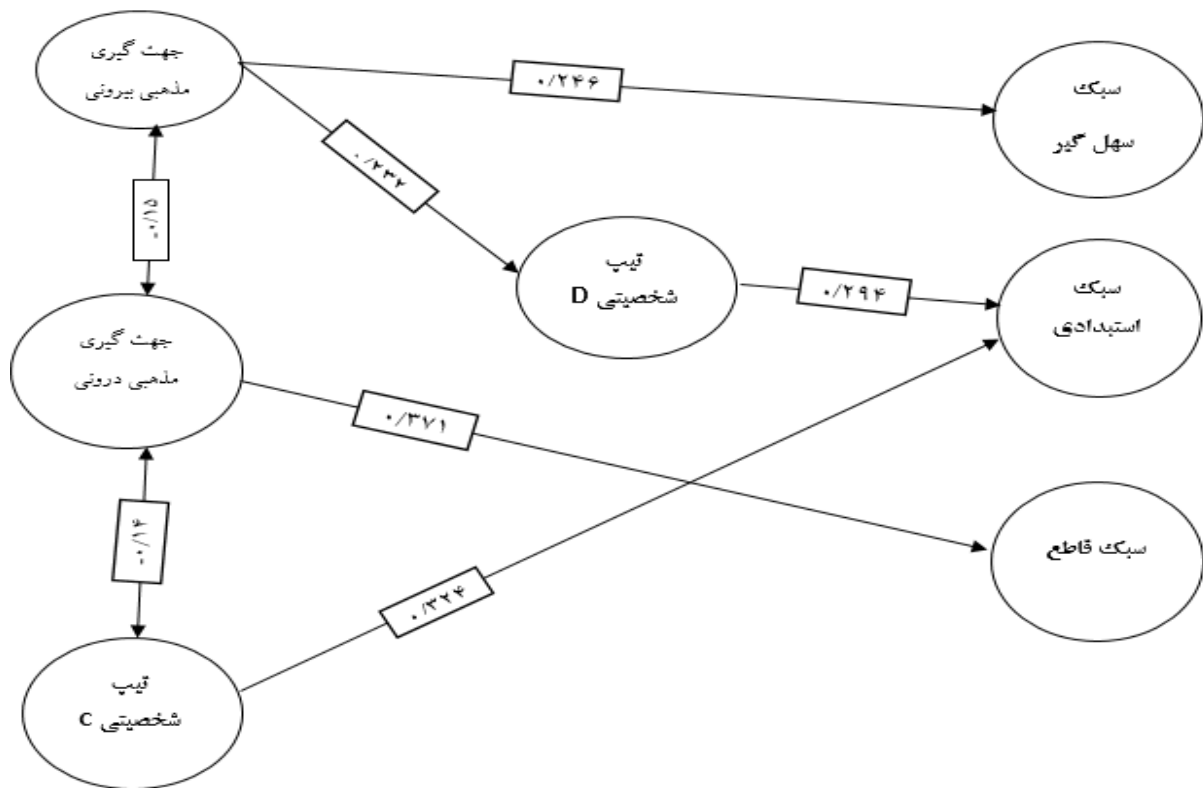 جهت گیری
مذهبی بیرونی
۰/۲۴۶
سبک
سهل گیر
۰/۲۳۲
-۰/۱۵
تیپ
شخصیتی D
۰/۲۹۴
سبک
استبدادی
جهت گیری
مذهبی درونی
۰/۳۷۱
سبک قاطع
-۰/۱۴
۰/۳۲۴
تیپ
شخصیتی C